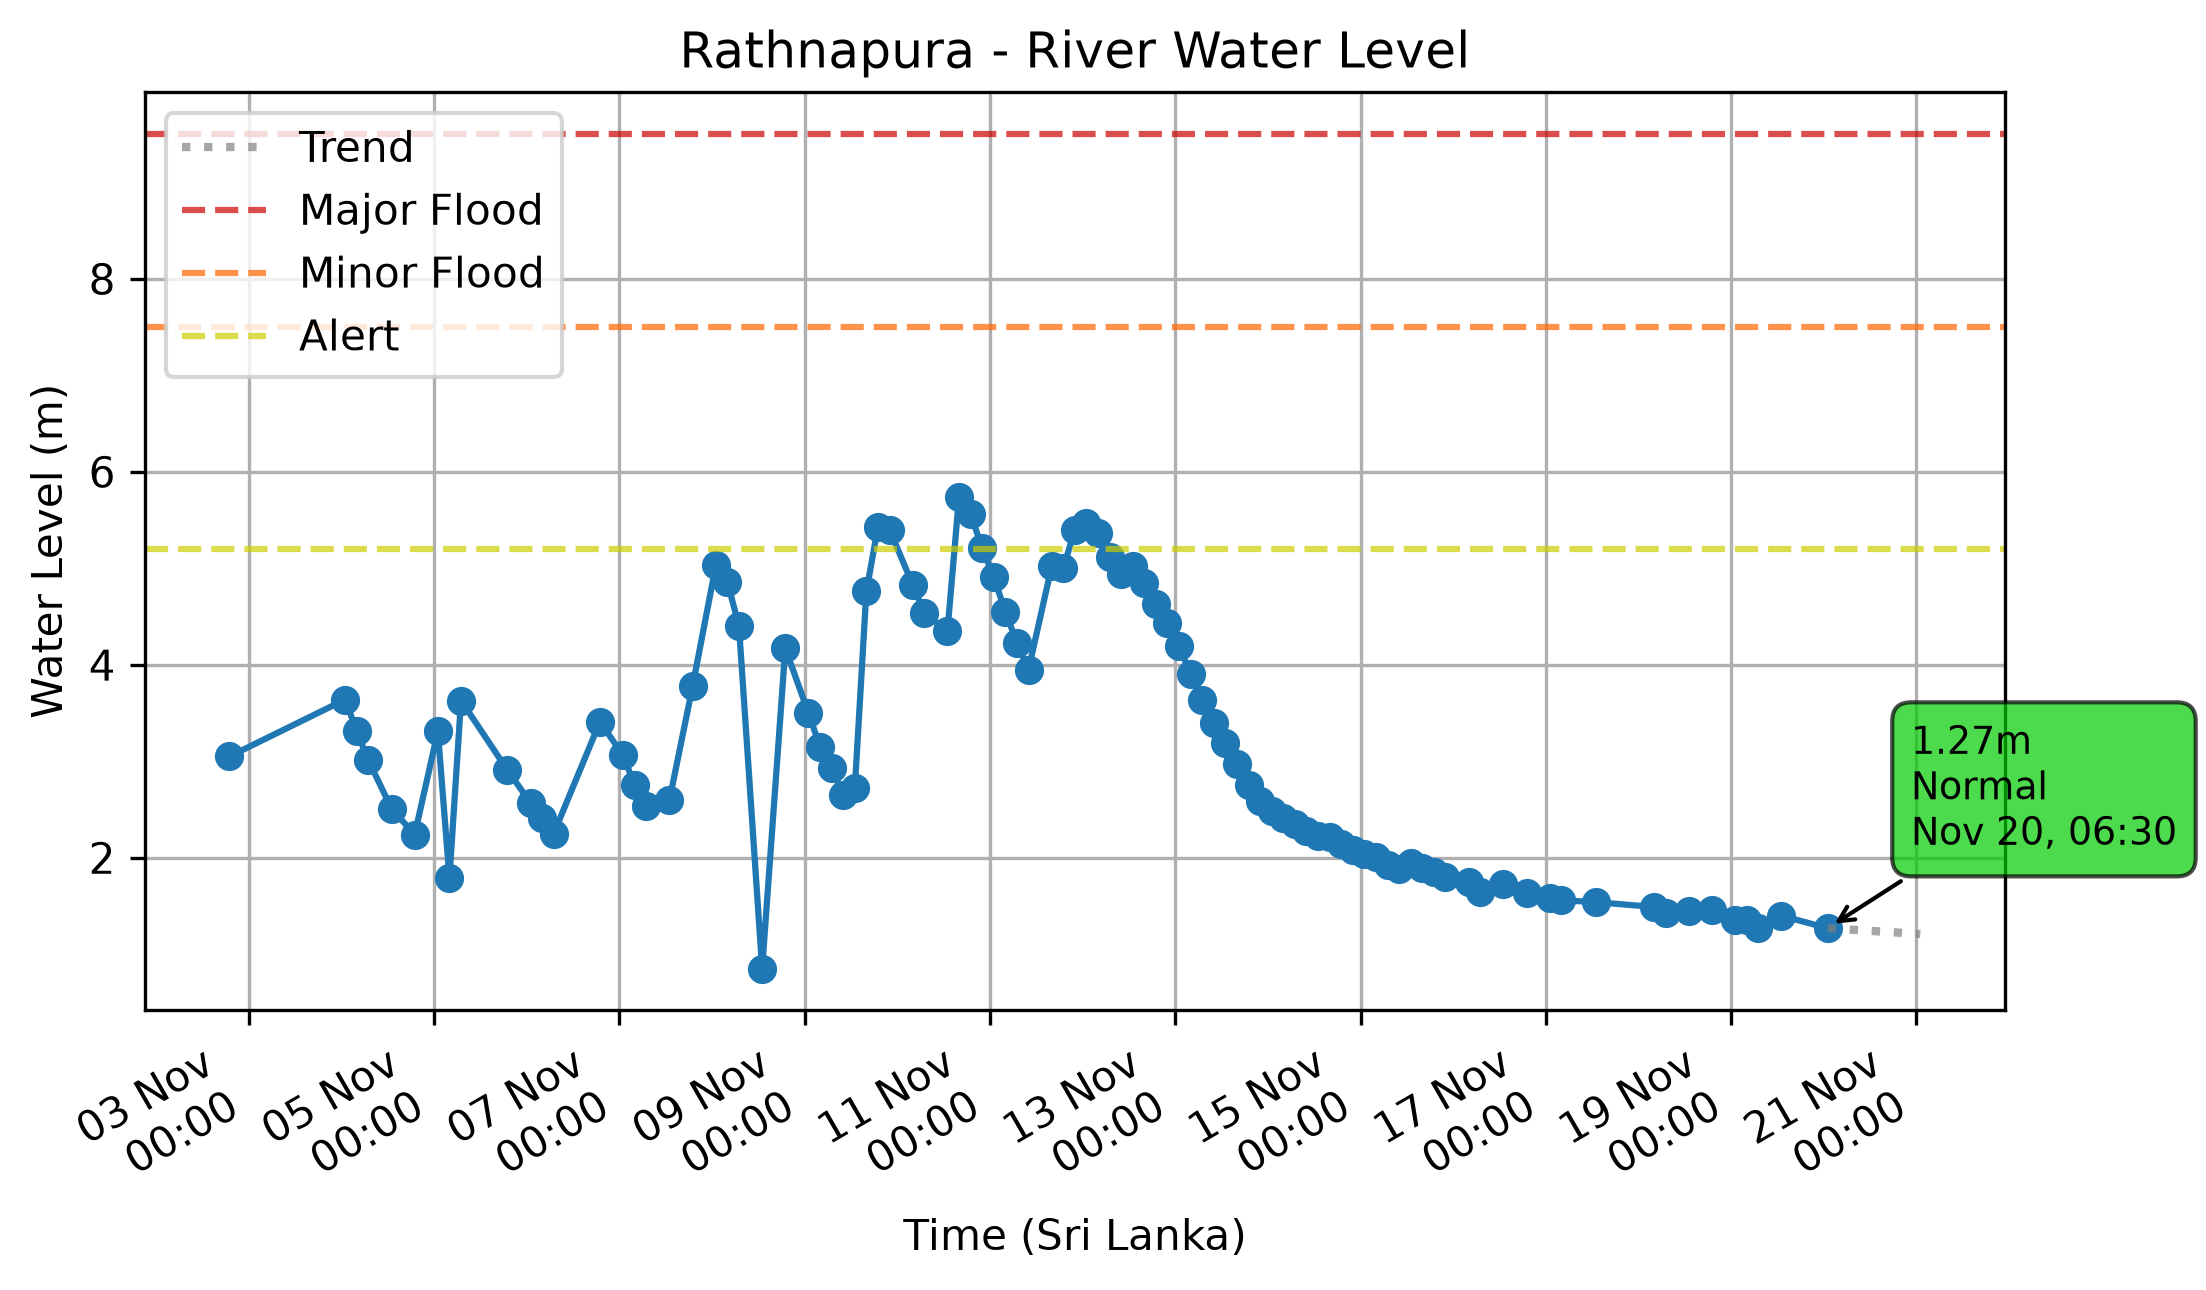 Rathnapura - River Water Level
Trend
Major Flood
Minor Flood
Alert
8
6
4
2
Water Level (m)
1.27m
Normal
Nov 20, 06:30
03 Nov
00:00
05 Nov
00:00
07 Nov
00:00
09 Nov
00:00
11 Nov
00:00
13 Nov
00:00
15 Nov
00:00
17 Nov
00:00
19 Nov
00:00
21 Nov
00:00
Time (Sri Lanka)